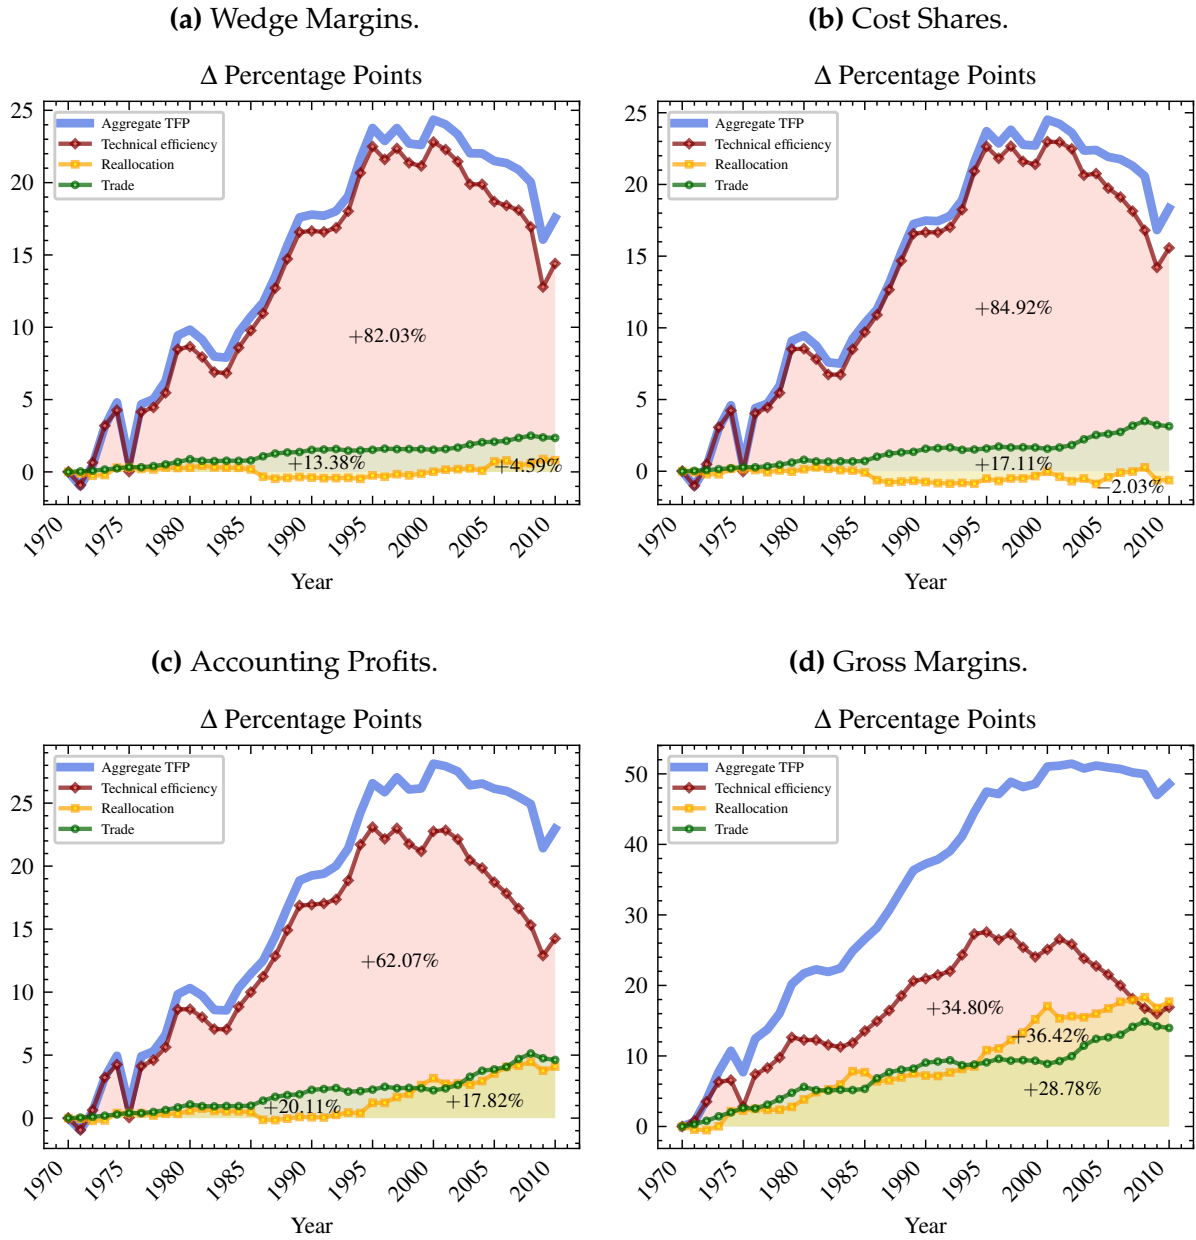 (a) Wedge Margins.
Δ Percentage Points
25
20
15
10
5
0
Aggregate TFP
Technical efficiency
Reallocation
Trade
+82.03%
+13.38%
+4.59%
1970
1975
1980
1985
1990
1995
2000
2005
2010
Year
(b) Cost Shares.
Δ Percentage Points
25
20
15
10
5
0
Aggregate TFP
Technical efficiency
Reallocation
Trade
+84.92%
+17.11%
−2.03%
1970
1975
1980
1985
1990
1995
2000
2005
2010
Year
(c) Accounting Profits.
Δ Percentage Points
25
20
15
10
5
0
Aggregate TFP
Technical efficiency
Reallocation
Trade
+62.07%
+20.11%
+17.82%
1970
1975
1980
1985
1990
1995
2000
2005
2010
Year
(d) Gross Margins.
Δ Percentage Points
50
40
30
20
10
0
Aggregate TFP
Technical efficiency
Reallocation
Trade
+34.80%
+36.42%
+28.78%
1970
1975
1980
1985
1990
1995
2000
2005
2010
Year